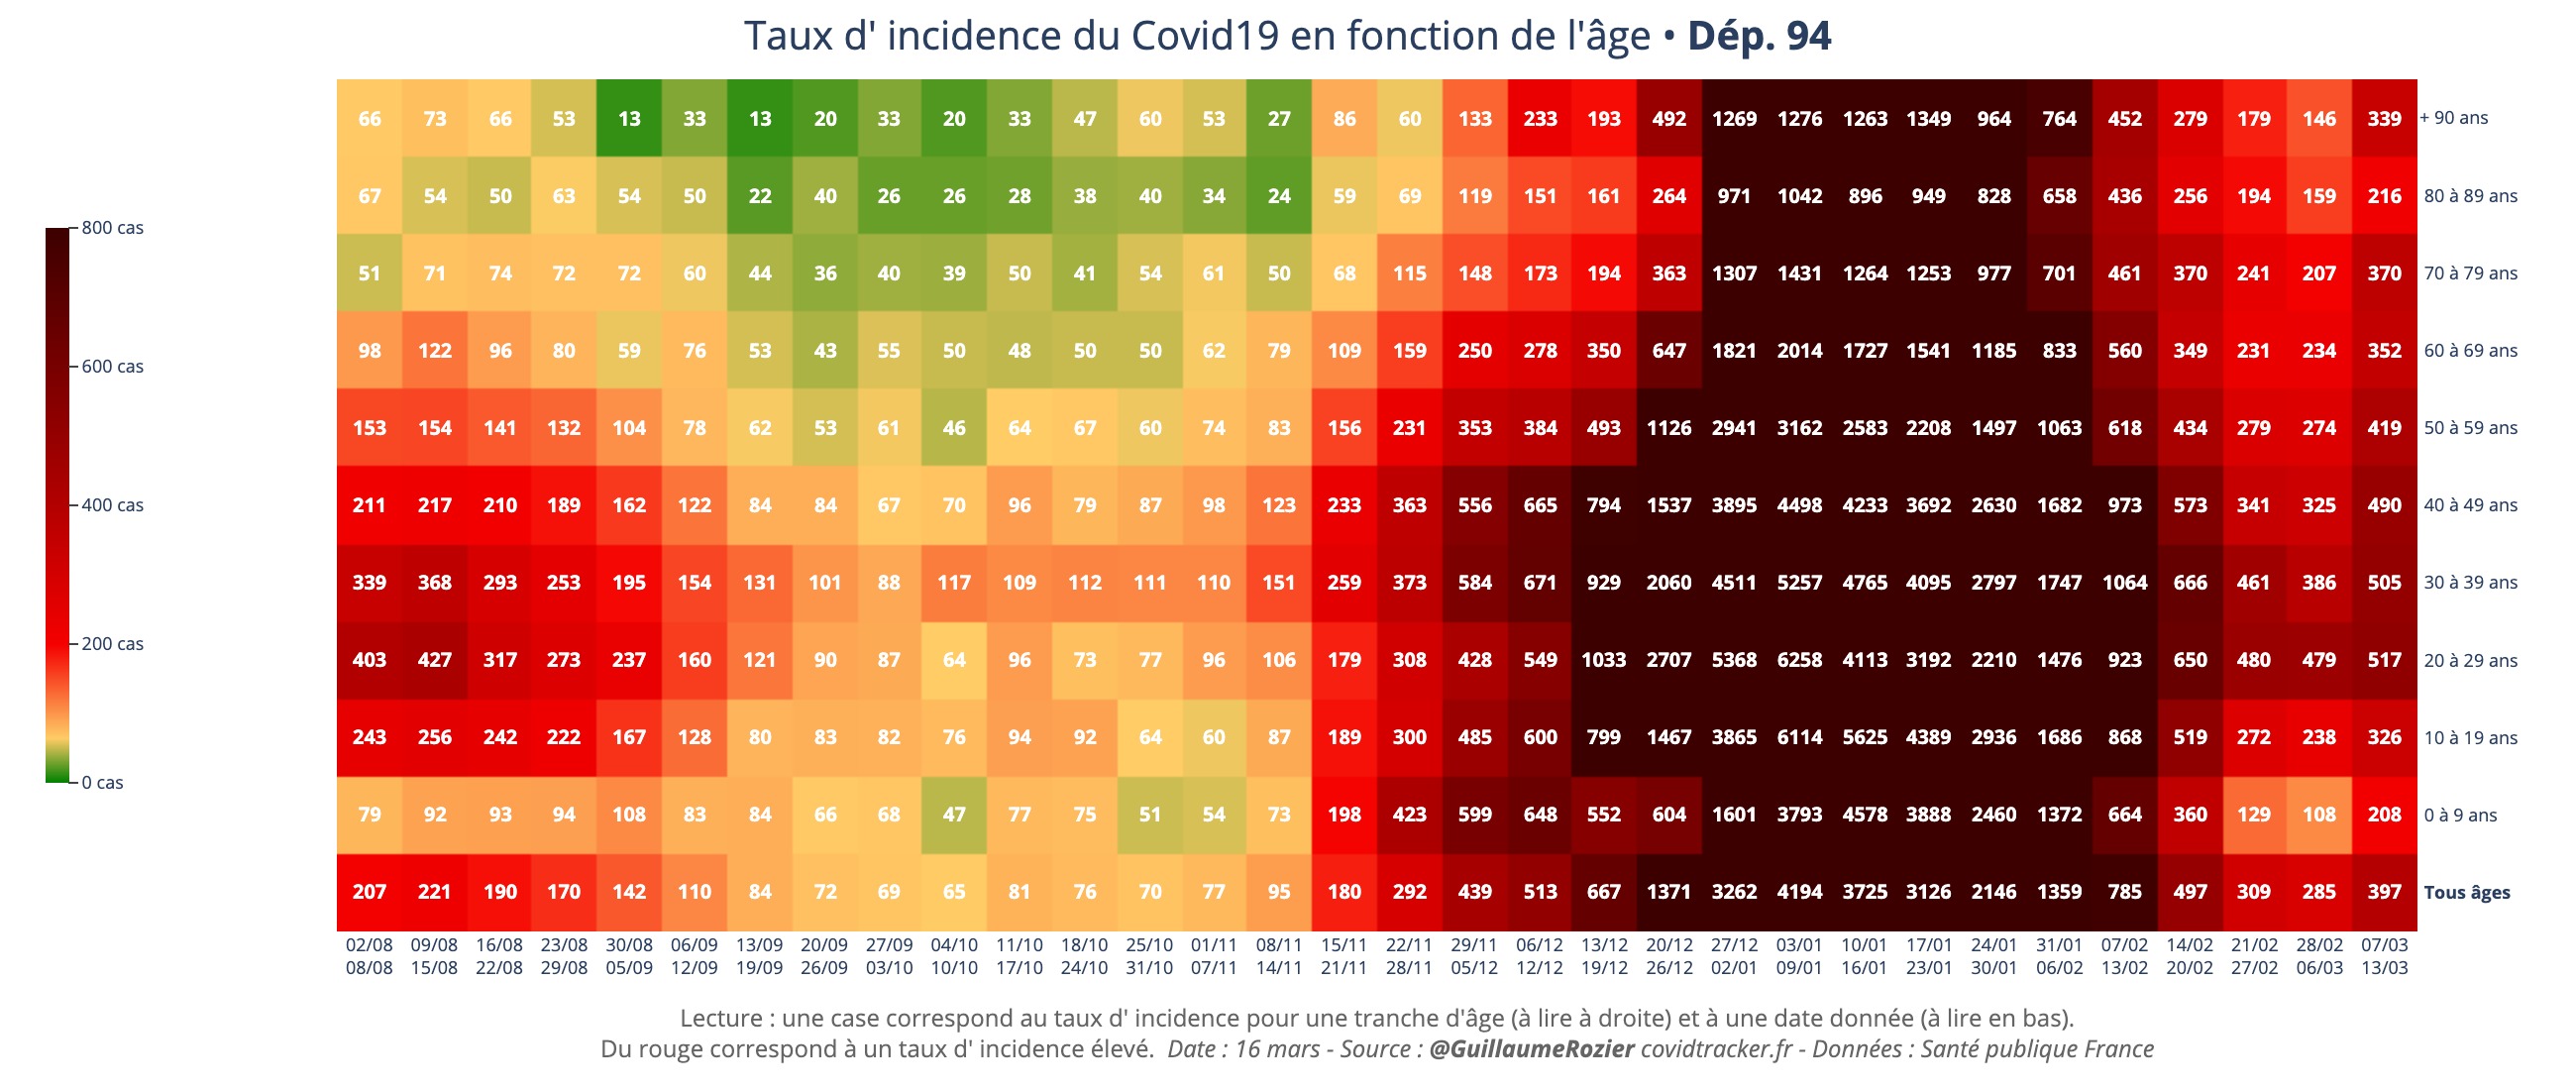 Taux d' incidence du Covid19 en fonction de l'âge • Dép. 94
800 cas
600 cas
400 cas
200 cas
0 cas
66 73 66 53 13 33 13 20 33 20 33 47 60 53 27 86 60 133 233 193 492 1269 1276 1263 1349 964 764 452 279 179 146 339 + 90 ans
67 54 50 63 54 50 22 40 26 26 28 38 40 34 24 59 69 119 151 161 264 971 1042 896 949 828 658 436 256 194 159 216 80 à 89 ans
51 71 74 72 72 60 44 36 40 39 50 41 54 61 50 68 115 148 173 194 363 1307 1431 1264 1253 977 701 461 370 241 207 370 70 à 79 ans
98 122 96 80 59 76 53 43 55 50 48 50 50 62 79 109 159 250 278 350 647 1821 2014 1727 1541 1185 833 560 349 231 234 352 60 à 69 ans
153 154 141 132 104 78 62 53 61 46 64 67 60 74 83 156 231 353 384 493 1126 2941 3162 2583 2208 1497 1063 618 434 279 274 419 50 à 59 ans
211 217 210 189 162 122 84 84 67 70 96 79 87 98 123 233 363 556 665 794 1537 3895 4498 4233 3692 2630 1682 973 573 341 325 490 40 à 49 ans
339 368 293 253 195 154 131 101 88 117 109 112 111 110 151 259 373 584 671 929 2060 4511 5257 4765 4095 2797 1747 1064 666 461 386 505 30 à 39 ans
403 427 317 273 237 160 121 90 87 64 96 73 77 96 106 179 308 428 549 1033 2707 5368 6258 4113 3192 2210 1476 923 650 480 479 517 20 à 29 ans
243 256 242 222 167 128 80 83 82 76 94 92 64 60 87 189 300 485 600 799 1467 3865 6114 5625 4389 2936 1686 868 519 272 238 326 10 à 19 ans
79 92 93 94 108 83 84 66 68 47 77 75 51 54 73 198 423 599 648 552 604 1601 3793 4578 3888 2460 1372 664 360 129 108 208 0 à 9 ans
207 221 190 170 142 110 84 72 69 65 81 76 70 77 95 180 292 439 513 667 1371 3262 4194 3725 3126 2146 1359 785 497 309 285 397 Tous âges
02/08 09/08 16/08 23/08 30/08 06/09 13/09 20/09 27/09 04/10 11/10 18/10 25/10 01/11 08/11 15/11 22/11 29/11 06/12 13/12 20/12 27/12 03/01 10/01 17/01 24/01 31/01 07/02 14/02 21/02 28/02 07/03
08/08 15/08 22/08 29/08 05/09 12/09 19/09 26/09 03/10 10/10 17/10 24/10 31/10 07/11 14/11 21/11 28/11 05/12 12/12 19/12 26/12 02/01 09/01 16/01 23/01 30/01 06/02 13/02 20/02 27/02 06/03 13/03
Lecture : une case correspond au taux d' incidence pour une tranche d'âge (à lire à droite) et à une date donnée (à lire en bas).
Du rouge correspond à un taux d' incidence élevé. Date : 16 mars - Source : @GuillaumeRozier covidtracker.fr - Données : Santé publique France